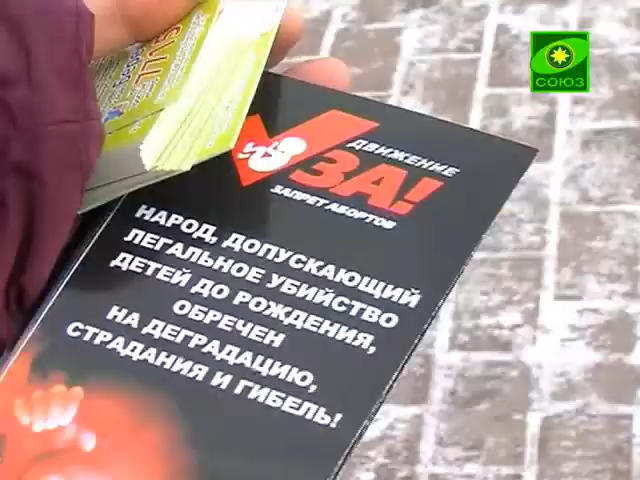 СОЮЗ
ДВИЖЕНИЕ
ЗА!
ЗАПРЕТ АБОРТОВ
НАРОД, ДОПУСКАЮЩИЙ
ЛЕГАЛЬНОЕ УБИЙСТВО
ДЕТЕЙ ДО РОЖДЕНИЯ,
ОБРЕЧЕН
НА ДЕГРАДАЦИЮ,
СТРАДАНИЯ И ГИБЕЛЬ!